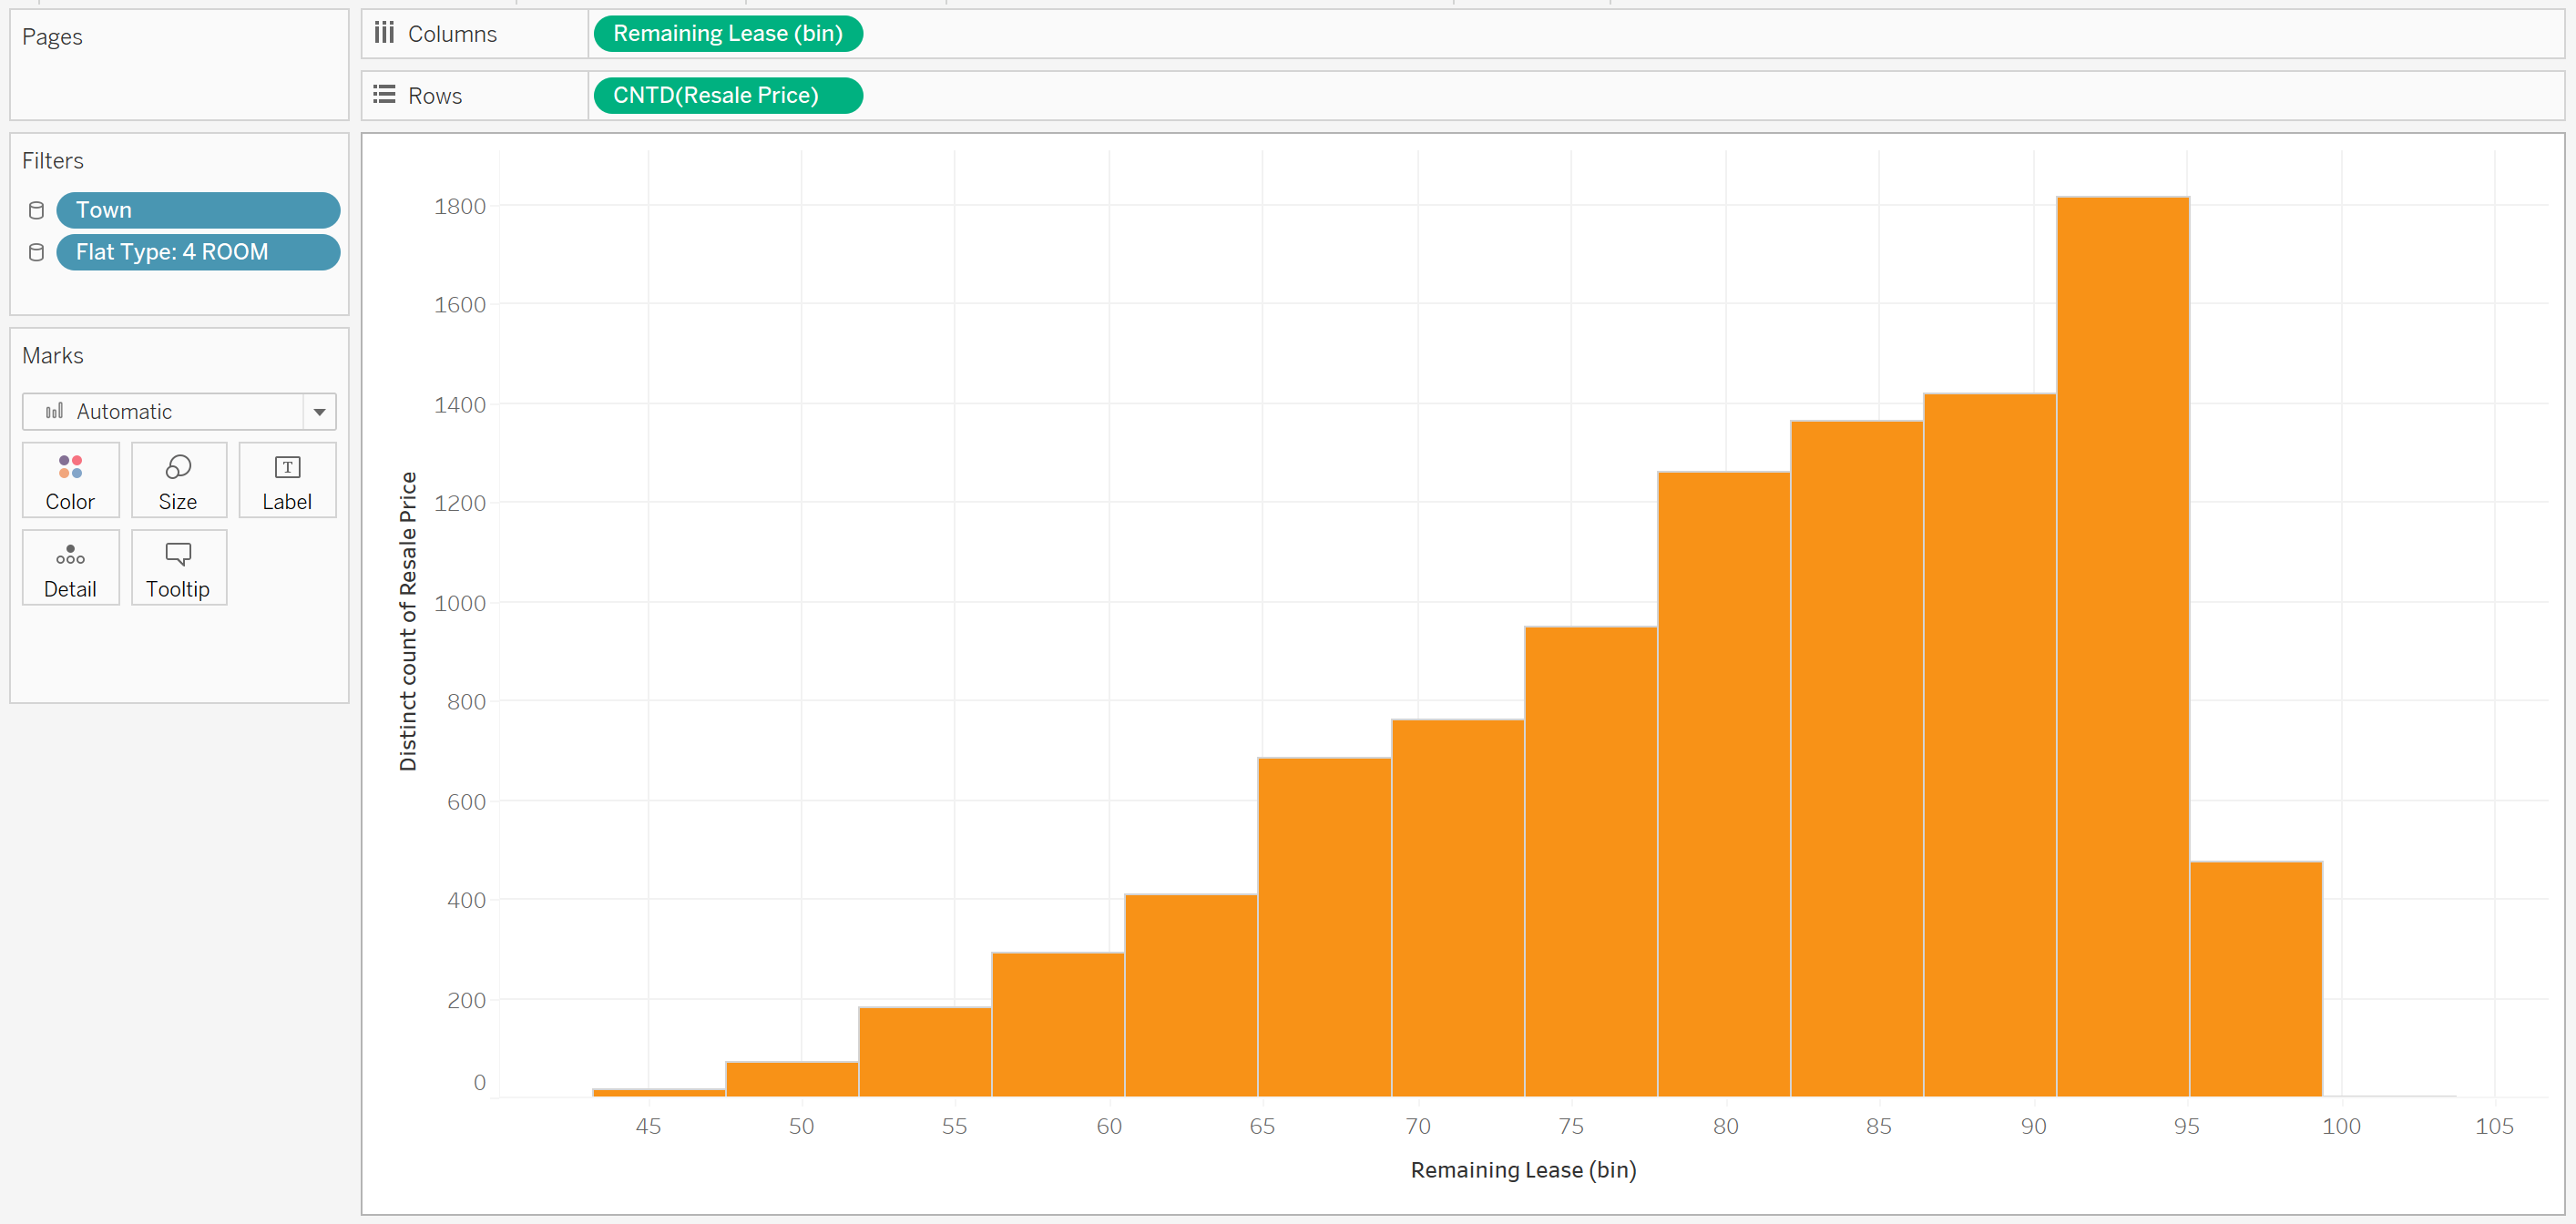 Pages
Columns
Remaining Lease (bin)
Rows
CNTD(Resale Price)
Filters
Town
Flat Type: 4 ROOM
Marks
Automatic
Color
Size
T
Label
Detail
Tooltip
Distinct count of Resale Price
1800
1600
1400
1200
1000
800
600
400
200
0
45 50 55 60 65 70 75 80 85 90 95 100 105
Remaining Lease (bin)